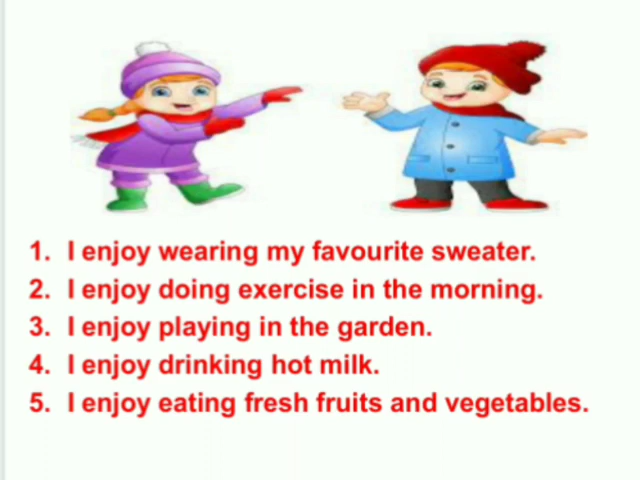 1. I enjoy wearing my favourite sweater.
2. I enjoy doing exercise in the morning.
3. I enjoy playing in the garden.
4. I enjoy drinking hot milk.
5. I enjoy eating fresh fruits and vegetables.